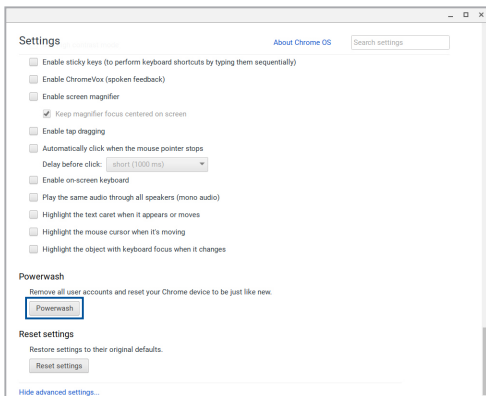 Settings
About Chrome OS
Search settings
Enable sticky keys (to perform keyboard shortcuts by typing them sequentially)
Enable ChromeVox (spoken feedback)
Enable screen magnifier
Keep magnifier focus centered on screen
Enable tap dragging
Automatically click when the mouse pointer stops
Delay before click: short (1000 ms)
Enable on-screen keyboard
Play the same audio through all speakers (mono audio)
Highlight the text caret when it appears or moves
Highlight the mouse cursor when it's moving
Highlight the object with keyboard focus when it changes
Powerwash
Remove all user accounts and reset your Chrome device to be just like new.
Powerwash
Reset settings
Restore settings to their original defaults.
Reset settings
Hide advanced settings...